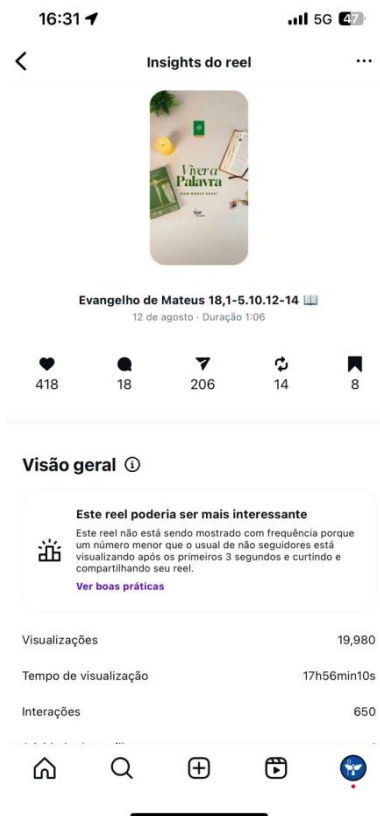 16:31
5G 47
Insights do reel
Viver a
Palavra
Evangelho de Mateus 18,1-5.10.12-14
12 de agosto · Duração 1:06
418 18 206 14 8
Visão geral
Este reel poderia ser mais interessante
Este reel não está sendo mostrado com frequência porque
um número menor que o usual de não seguidores está
visualizando após os primeiros 3 segundos e curtindo e
compartilhando seu reel.
Ver boas práticas
Visualizações 19,980
Tempo de visualização 17h56min10s
Interações 650